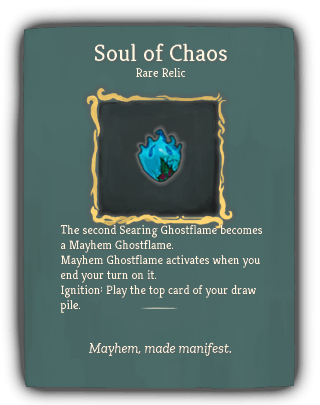 Soul of Chaos
Rare Relic
The second Searing Ghostflame becomes
a Mayhem Ghostflame.
Mayhem Ghostflame activates when you
end your turn on it.
Ignition: Play the top card of your draw
pile.
Mayhem, made manifest.